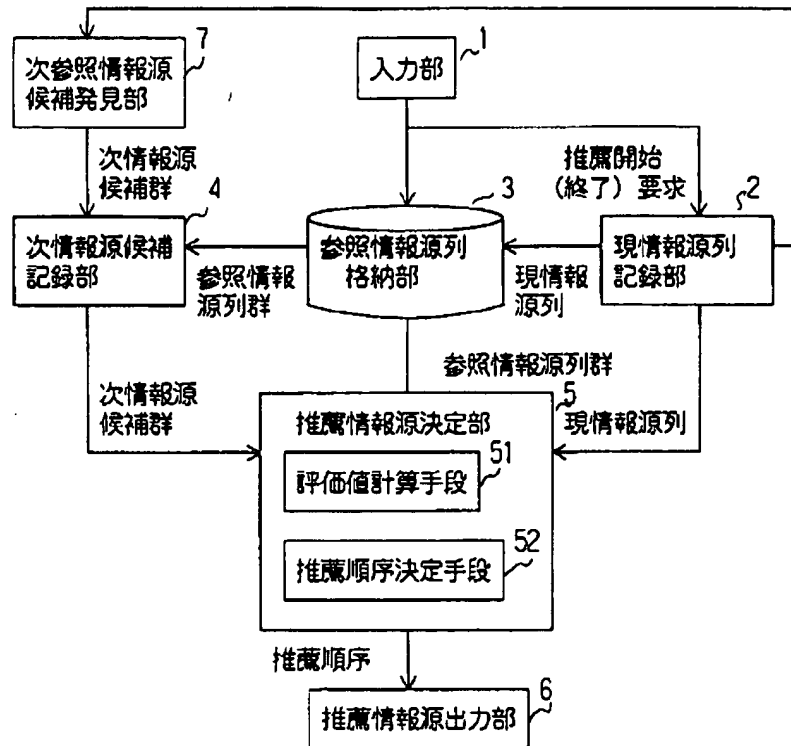 7
次参照情報源
候補発見部
1
入力部
次情報源
候補群
推薦開始
(終了)要求
4
次情報源候補
記録部
3
参照情報源列
格納部
2
現情報源列
記録部
参照情報
源列群
現情報
源列
参照情報源列群
次情報源
候補群
5
推薦情報源決定部
現情報源列
51
評価値計算手段
52
推薦順序決定手段
推薦順序
6
推薦情報源出力部